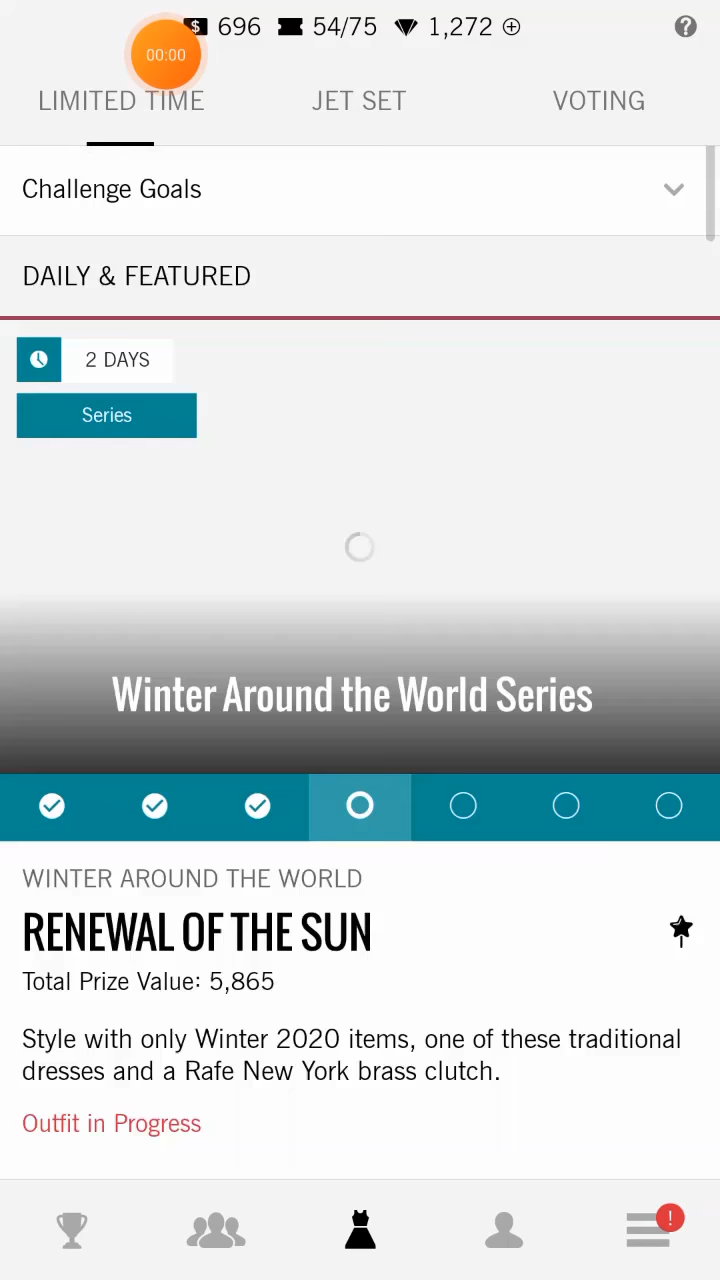 $ 696 54/75 1,272
?
00:00
LIMITED TIME JET SET VOTING
Challenge Goals
DAILY & FEATURED
2 DAYS
Series
Winter Around the World Series
WINTER AROUND THE WORLD
RENEWAL OF THE SUN
Total Prize Value: 5,865
Style with only Winter 2020 items, one of these traditional
dresses and a Rafe New York brass clutch.
Outfit in Progress
!